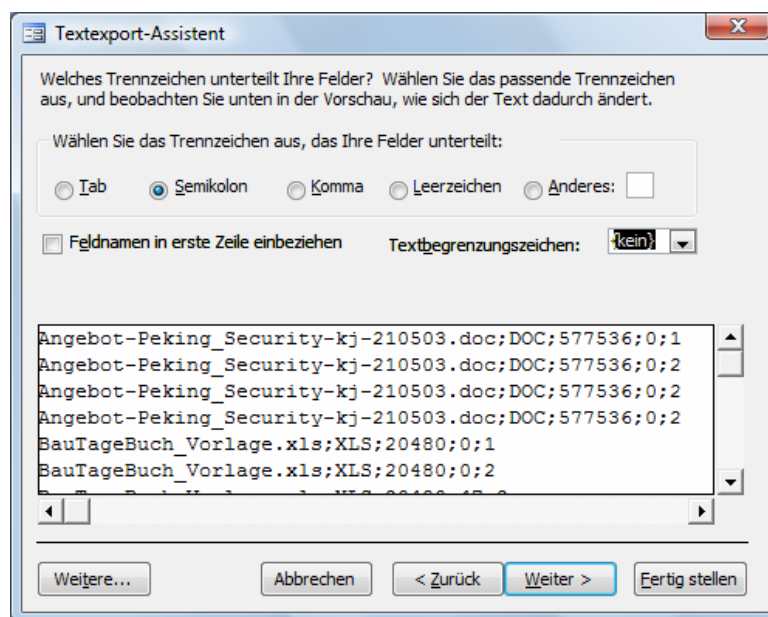 Textexport-Assistent
Welches Trennzeichen unterteilt Ihre Felder? Wählen Sie das passende Trennzeichen
aus, und beobachten Sie unten in der Vorschau, wie sich der Text dadurch ändert.
Wählen Sie das Trennzeichen aus, das Ihre Felder unterteilt:
Tab Semikolon Komma Leerzeichen Anderes:
Feldnamen in erste Zeile einbeziehen Textbegrenzungszeichen: {kein}
Angebot-Peking_Security-kj-210503.doc;DOC;577536;0;1
Angebot-Peking_Security-kj-210503.doc;DOC;577536;0;2
Angebot-Peking_Security-kj-210503.doc;DOC;577536;0;2
Angebot-Peking_Security-kj-210503.doc;DOC;577536;0;2
BauTageBuch_Vorlage.xls;XLS;20480;0;1
BauTageBuch_Vorlage.xls;XLS;20480;0;2
Weitere... Abbrechen < Zurück Weiter > Fertig stellen